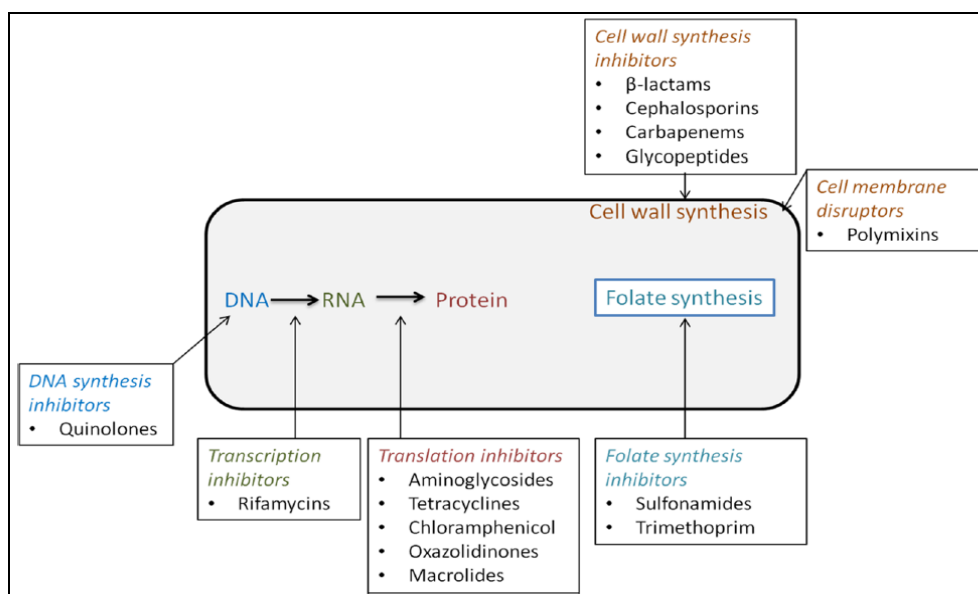 Cell wall synthesis
inhibitors
• β-lactams
• Cephalosporins
• Carbapenems
• Glycopeptides
Cell membrane
disruptors
• Polymixins
Cell wall synthesis
DNA RNA Protein
Folate synthesis
DNA synthesis
inhibitors
• Quinolones
Transcription
inhibitors
• Rifamycins
Translation inhibitors
• Aminoglycosides
• Tetracyclines
• Chloramphenicol
• Oxazolidinones
• Macrolides
Folate synthesis
inhibitors
• Sulfonamides
• Trimethoprim